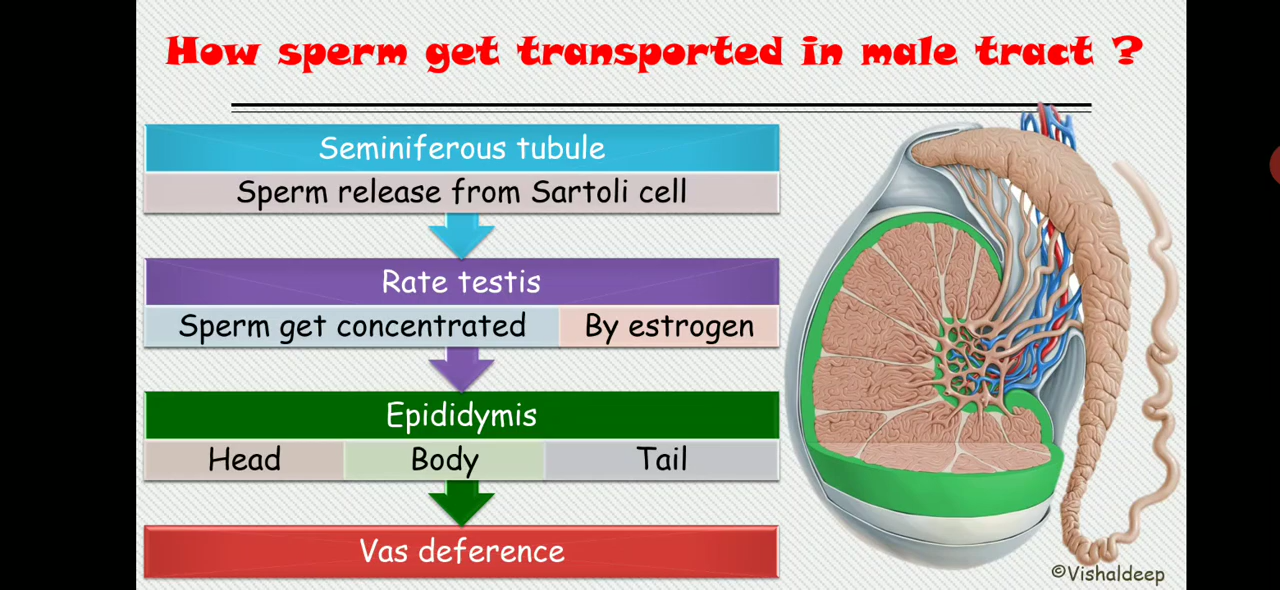 How sperm get transported in male tract ?
Seminiferous tubule
Sperm release from Sartoli cell
Rate testis
Sperm get concentrated
By estrogen
Epididymis
Head
Body
Tail
Vas deference
©Vishaldeep